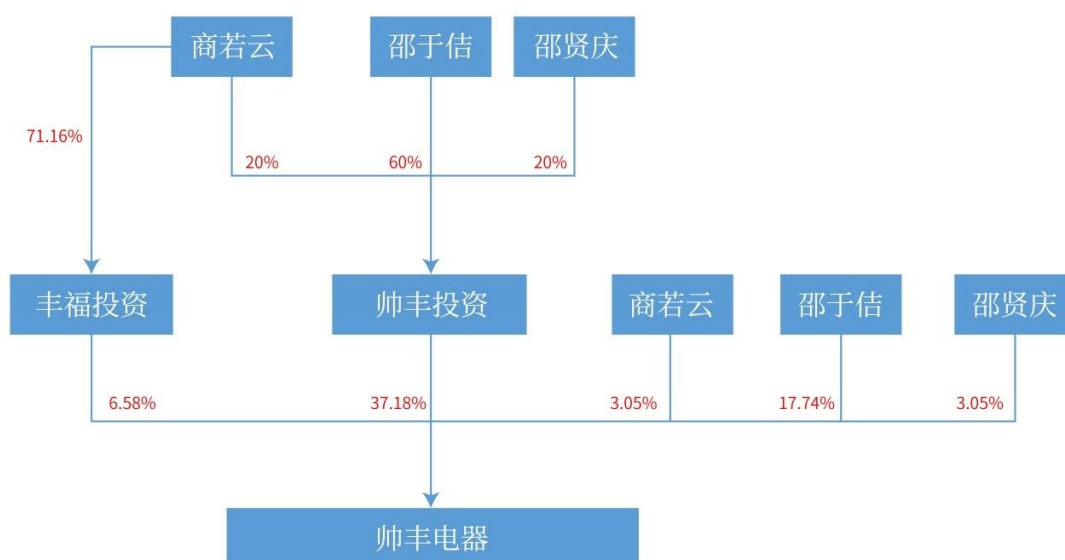 商若云
邵于佶
邵贤庆
71.16%
20%
60%
20%
丰福投资
帅丰投资
商若云
邵于佶
邵贤庆
6.58%
37.18%
3.05%
17.74%
3.05%
帅丰电器